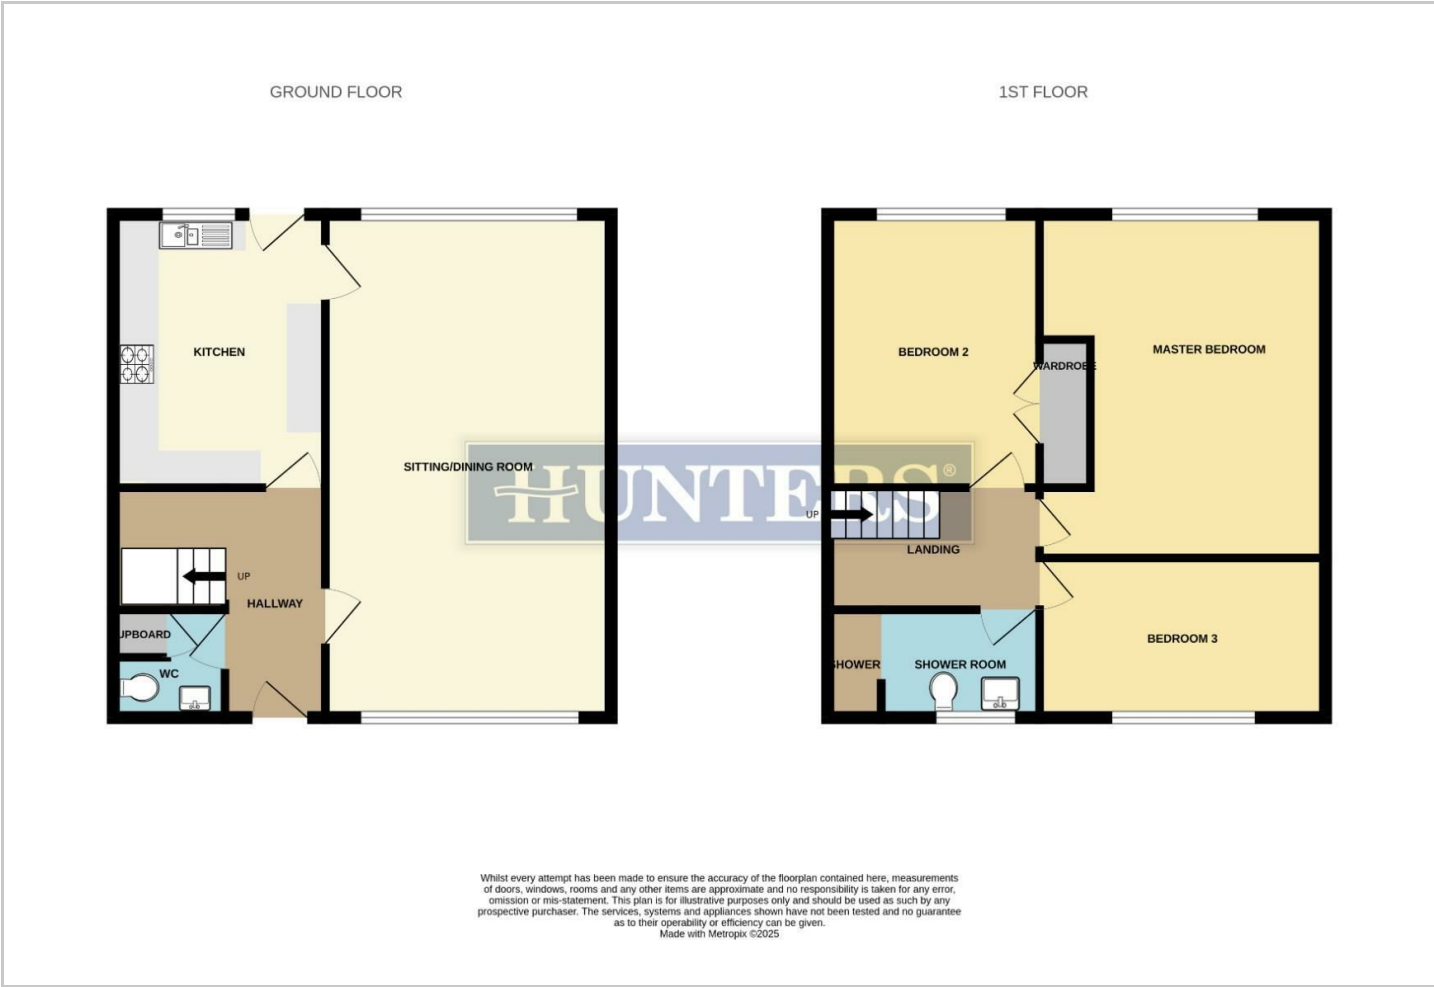 GROUND FLOOR
1ST FLOOR
KITCHEN
SITTING/DINING ROOM
UP
HALLWAY
UPBOARD
WC
BEDROOM 2
MASTER BEDROOM
WARDROBE
UP
LANDING
BEDROOM 3
SHOWER
SHOWER ROOM
HUNTERS®
Whilst every attempt has been made to ensure the accuracy of the floorplan contained here, measurements
of doors, windows, rooms and any other items are approximate and no responsibility is taken for any error,
omission or mis-statement. This plan is for illustrative purposes only and should be used as such by any
prospective purchaser. The services, systems and appliances shown have not been tested and no guarantee
as to their operability or efficiency can be given.
Made with Metropix ©2025